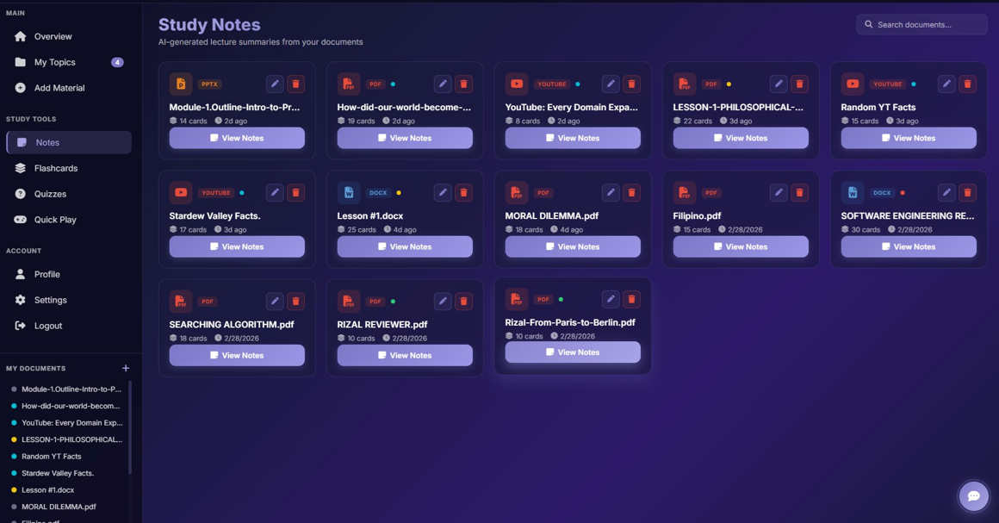 MAIN
Overview
My Topics 4
Add Material
STUDY TOOLS
Notes
Flashcards
Quizzes
Quick Play
ACCOUNT
Profile
Settings
Logout
MY DOCUMENTS +
Module-1.Outline-Intro-to-P...
How-did-our-world-becom...
YouTube: Every Domain Exp...
LESSON-1-PHILOSOPHICAL...
Random YT Facts
Stardew Valley Facts.
Lesson #1.docx
MORAL DILEMMA.pdf
Filipino.pdf
Study Notes
AI-generated lecture summaries from your documents
Search documents...
PPTX
Module-1.Outline-Intro-to-Pr...
14 cards 2d ago
View Notes
PDF PDF
How-did-our-world-become-...
19 cards 2d ago
View Notes
YOUTUBE
YouTube: Every Domain Expa...
8 cards 2d ago
View Notes
PDF PDF
LESSON-1-PHILOSOPHICAL-...
22 cards 3d ago
View Notes
YOUTUBE
Random YT Facts
15 cards 3d ago
View Notes
YOUTUBE
Stardew Valley Facts.
17 cards 3d ago
View Notes
DOCX
Lesson #1.docx
25 cards 4d ago
View Notes
PDF PDF
MORAL DILEMMA.pdf
18 cards 4d ago
View Notes
PDF PDF
Filipino.pdf
15 cards 2/28/2026
View Notes
DOCX
SOFTWARE ENGINEERING RE...
30 cards 2/28/2026
View Notes
PDF PDF
SEARCHING ALGORITHM.pdf
18 cards 2/28/2026
View Notes
PDF PDF
RIZAL REVIEWER.pdf
10 cards 2/28/2026
View Notes
PDF PDF
Rizal-From-Paris-to-Berlin.pdf
10 cards 2/28/2026
View Notes